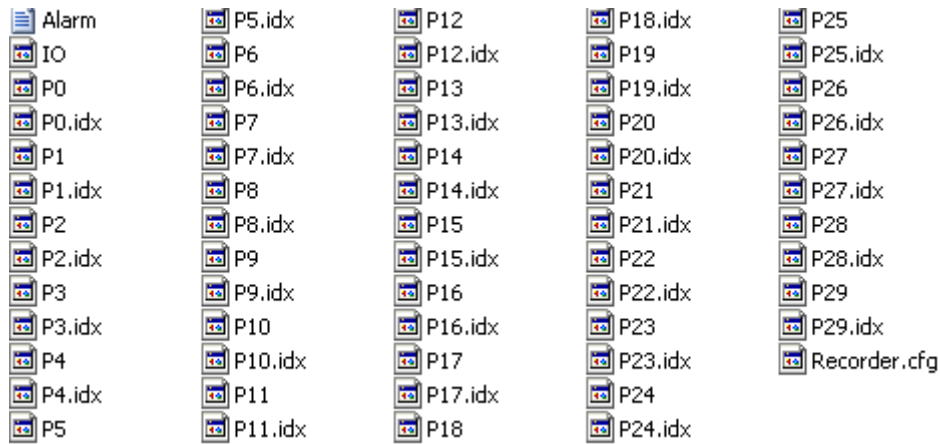 Alarm
IO
P0
P0.idx
P1
P1.idx
P2
P2.idx
P3
P3.idx
P4
P4.idx
P5
P5.idx
P6
P6.idx
P7
P7.idx
P8
P8.idx
P9
P9.idx
P10
P10.idx
P11
P11.idx
P12
P12.idx
P13
P13.idx
P14
P14.idx
P15
P15.idx
P16
P16.idx
P17
P17.idx
P18
P18.idx
P19
P19.idx
P20
P20.idx
P21
P21.idx
P22
P22.idx
P23
P23.idx
P24
P24.idx
P25
P25.idx
P26
P26.idx
P27
P27.idx
P28
P28.idx
P29
P29.idx
Recorder.cfg